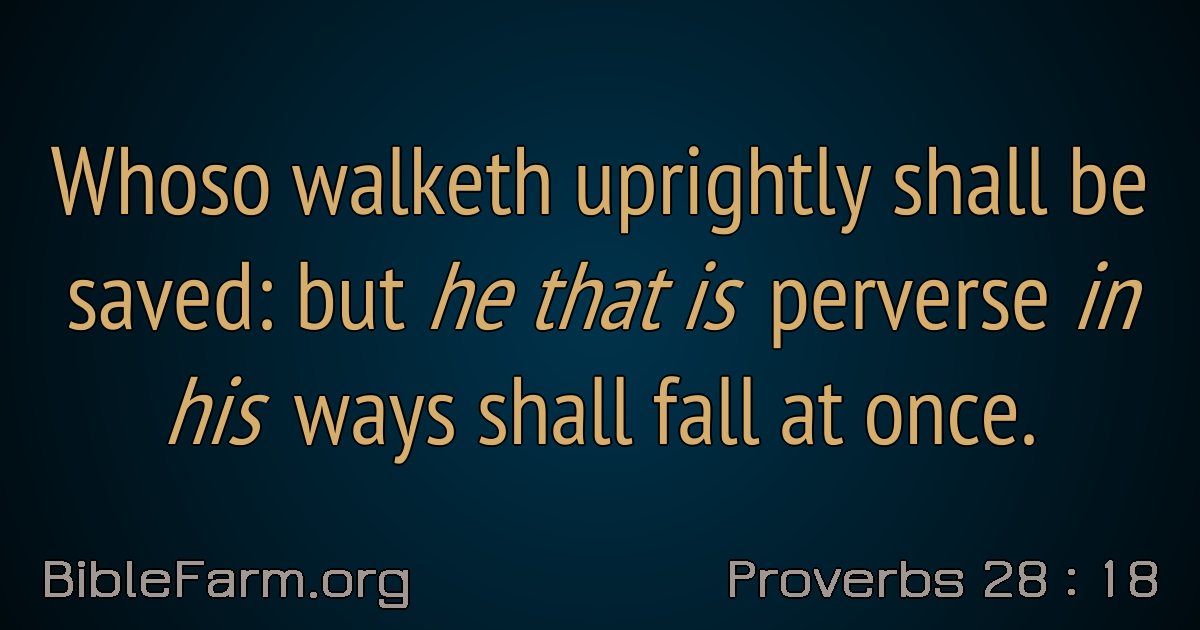 Whoso walketh uprightly shall be
saved: but he that is perverse in
his ways shall fall at once.
BibleFarm.org
Proverbs 28 : 18